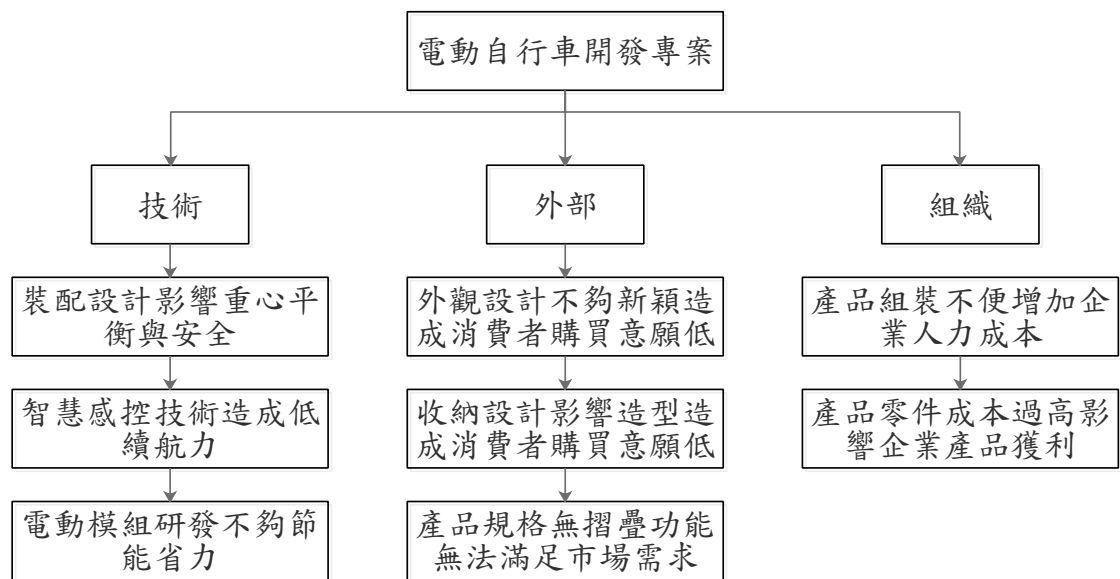 電動自行車開發專案
技術
外部
組織
裝配設計影響重心平
衡與安全
外觀設計不夠新穎造
成消費者購買意願低
產品組裝不便增加企
業人力成本
智慧感控技術造成低
續航力
收納設計影響造型造
成消費者購買意願低
產品零件成本過高影
響企業產品獲利
電動模組研發不夠節
能省力
產品規格無摺疊功能
無法滿足市場需求